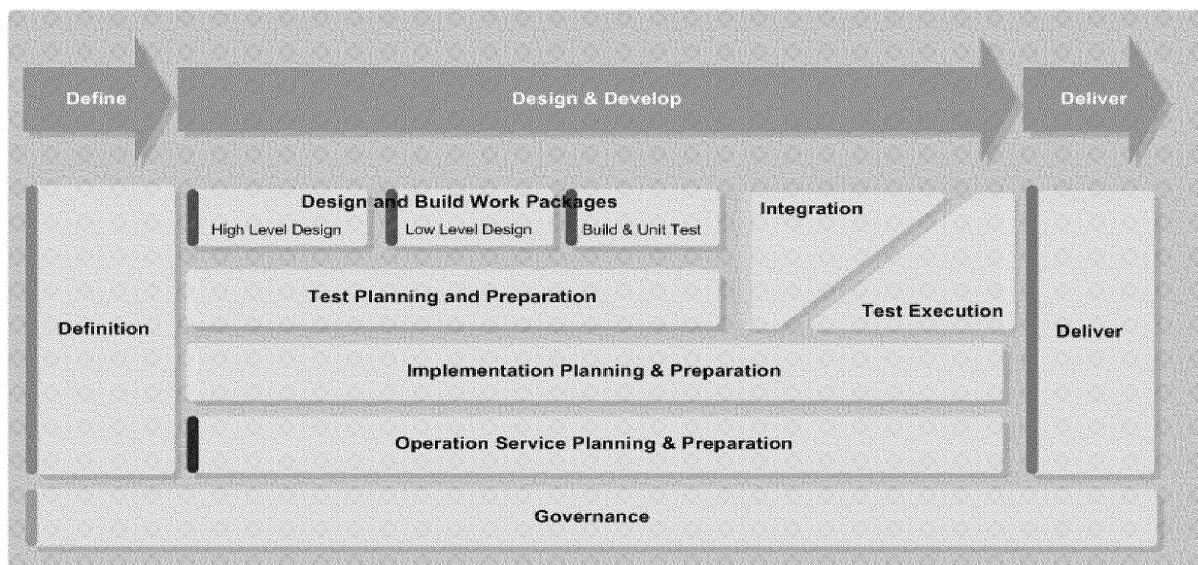 Define
Design & Develop
Deliver
Design and Build Work Packages
High Level Design
Low Level Design
Build & Unit Test
Integration
Test Planning and Preparation
Test Execution
Definition
Deliver
Implementation Planning & Preparation
Operation Service Planning & Preparation
Governance